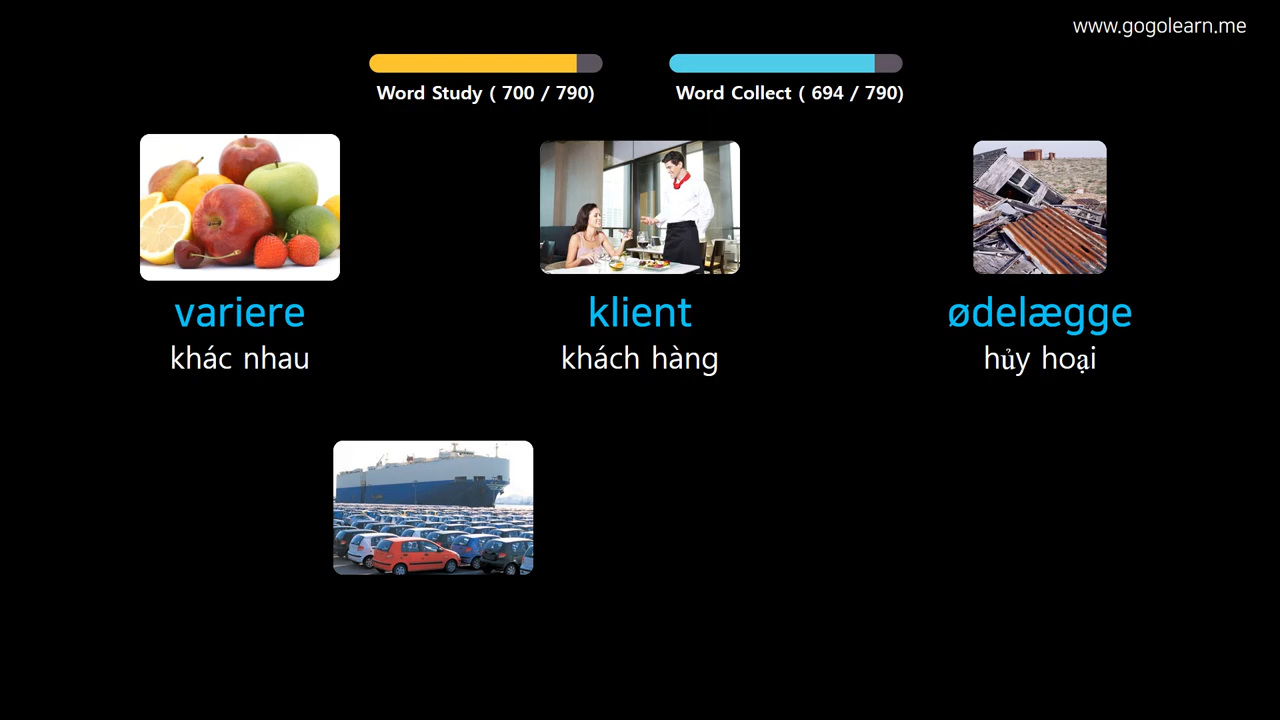 www.gogolearn.me
Word Study ( 700 / 790)
Word Collect ( 694 / 790)
variere
khác nhau
klient
khách hàng
ødelægge
hủy hoại